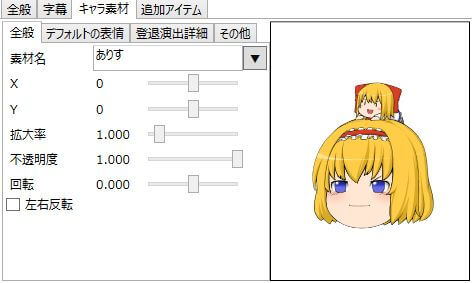 全般 字幕 キャラ素材 追加アイテム
全般 デフォルトの表情 登退演出詳細 その他
素材名 ありす ▼
X 0
Y 0
拡大率 1.000
不透明度 1.000
回転 0.000
左右反転